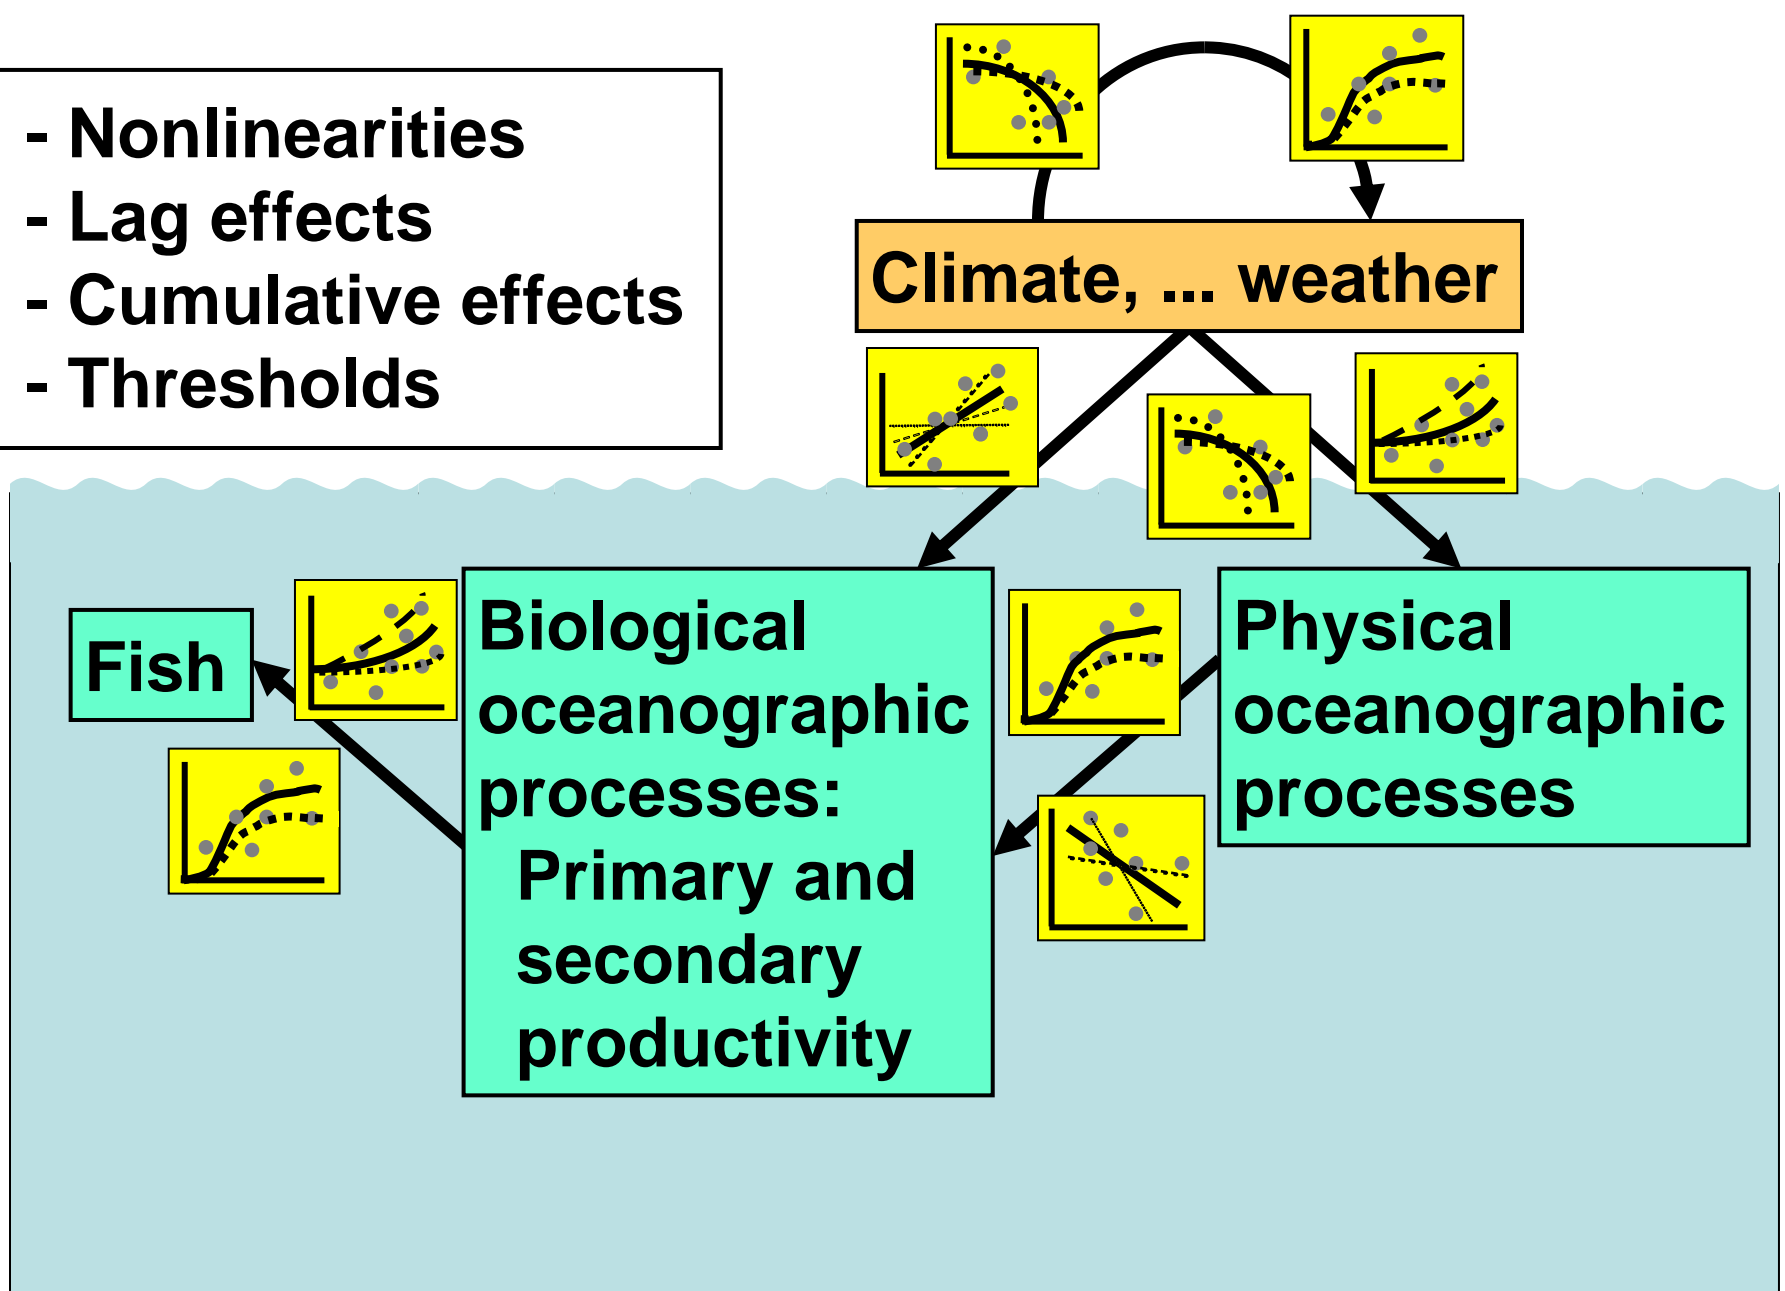 - Nonlinearities
- Lag effects
- Cumulative effects
- Thresholds
Climate, ... weather
Fish
Biological
oceanographic
processes:
Primary and
secondary
productivity
Physical
oceanographic
processes